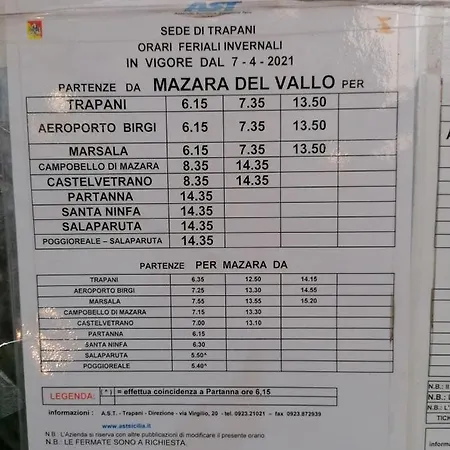 AST
SEDE DI TRAPANI
ORARI FERIALI INVERNALI
IN VIGORE DAL 7 - 4 - 2021
PARTENZE DA MAZARA DEL VALLO PER
TRAPANI 6.15 7.35 13.50
AEROPORTO BIRGI 6.15 7.35 13.50
MARSALA 6.15 7.35 13.50
CAMPOBELLO DI MAZARA 8.35 14.35
CASTELVETRANO 8.35 14.35
PARTANNA 14.35
SANTA NINFA 14.35
SALAPARUTA 14.35
POGGIOREALE – SALAPARUTA 14.35
PARTENZE PER MAZARA DA
TRAPANI 6.35 12.50 14.15
AEROPORTO BIRGI 7.25 13.30 14.55
MARSALA 7.55 13.55 15.20
CAMPOBELLO DI MAZARA 7.15 13.30
CASTELVETRANO 7.00 13.10
PARTANNA 6.15
SANTA NINFA 6.30
SALAPARUTA 5.50*
POGGIOREALE 5.40*
LEGENDA: ( * ) = effettua coincidenza a Partanna ore 6,15
informazioni : A.S.T. - Trapani - Direzione - via Virgilio, 20 - tel. 0923.21021 – fax 0923.872939
www.astsicilia.it
N.B.: L'Azienda si riserva con altre pubblicazioni di modificare il presente orario
N.B.: LE FERMATE SONO A RICHIESTA.
N.B.: Il
N.B.: L
N.B.: L'
TICK